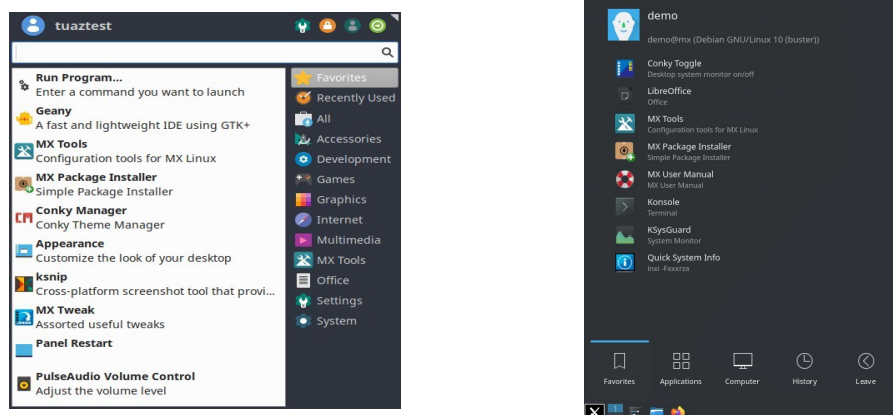 tuaztest
Run Program...
Enter a command you want to launch
Geany
A fast and lightweight IDE using GTK+
MX Tools
Configuration tools for MX Linux
MX Package Installer
Simple Package Installer
Conky Manager
Conky Theme Manager
Appearance
Customize the look of your desktop
ksnip
Cross-platform screenshot tool that provi...
MX Tweak
Assorted useful tweaks
Panel Restart
PulseAudio Volume Control
Adjust the volume level
Favorites
Recently Used
All
Accessories
Development
Games
Graphics
Internet
Multimedia
MX Tools
Office
Settings
System
demo
demo@mx (Debian GNU/Linux 10 (buster))
Conky Toggle
Desktop system monitor on/off
LibreOffice
Office
MX Tools
Configuration tools for MX Linux
MX Package Installer
Simple Package Installer
MX User Manual
MX User Manual
Konsole
Terminal
KSysGuard
System Monitor
Quick System Info
inxi -Fxxxrza
Favorites
Applications
Computer
History
Leave